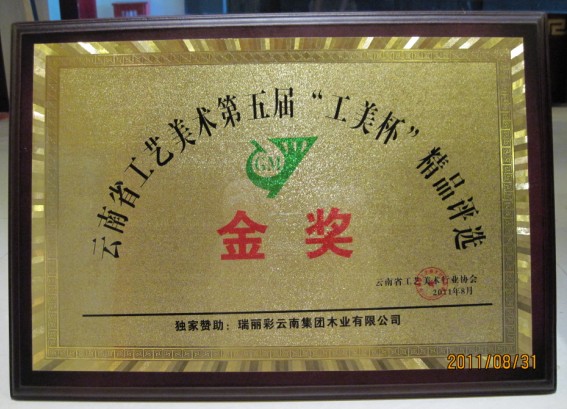 云南省工艺美术第五届“工美杯”精品评选
GM
金奖
云南省工艺美术行业协会
2011年8月
独家赞助：瑞丽彩云南集团木业有限公司
2011/08/31